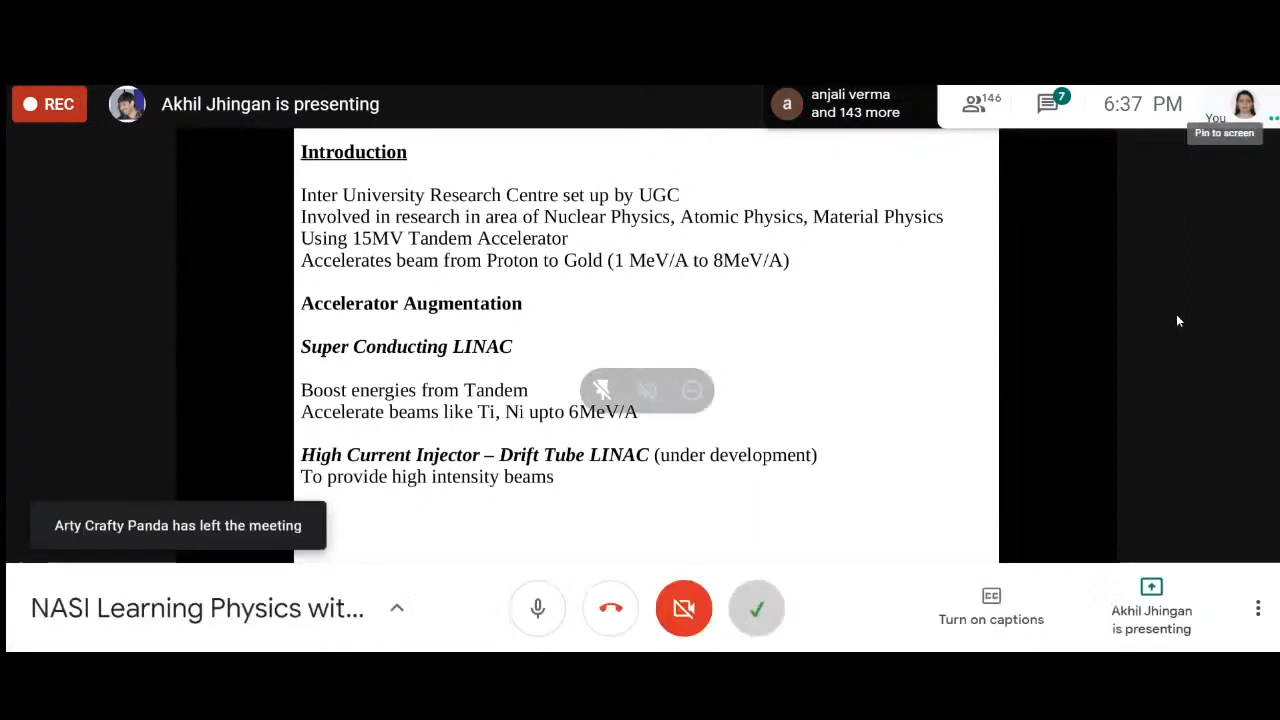 REC
Akhil Jhingan is presenting
a
anjali verma
and 143 more
146
7
6:37 PM
You
Pin to screen
Introduction
Inter University Research Centre set up by UGC
Involved in research in area of Nuclear Physics, Atomic Physics, Material Physics
Using 15MV Tandem Accelerator
Accelerates beam from Proton to Gold (1 MeV/A to 8MeV/A)
Accelerator Augmentation
Super Conducting LINAC
Boost energies from Tandem
Accelerate beams like Ti, Ni upto 6MeV/A
High Current Injector – Drift Tube LINAC (under development)
To provide high intensity beams
Arty Crafty Panda has left the meeting
NASI Learning Physics wit...
CC
Turn on captions
Akhil Jhingan
is presenting